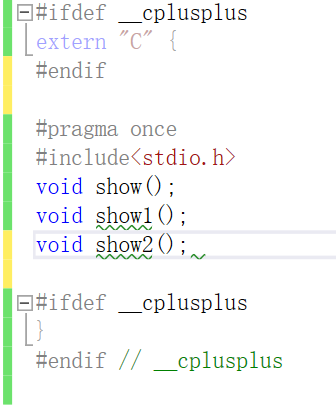 #ifdef __cplusplus
extern "C" {
#endif
#pragma once
#include<stdio.h>
void show();
void show1();
void show2();
#ifdef __cplusplus
}
#endif // __cplusplus